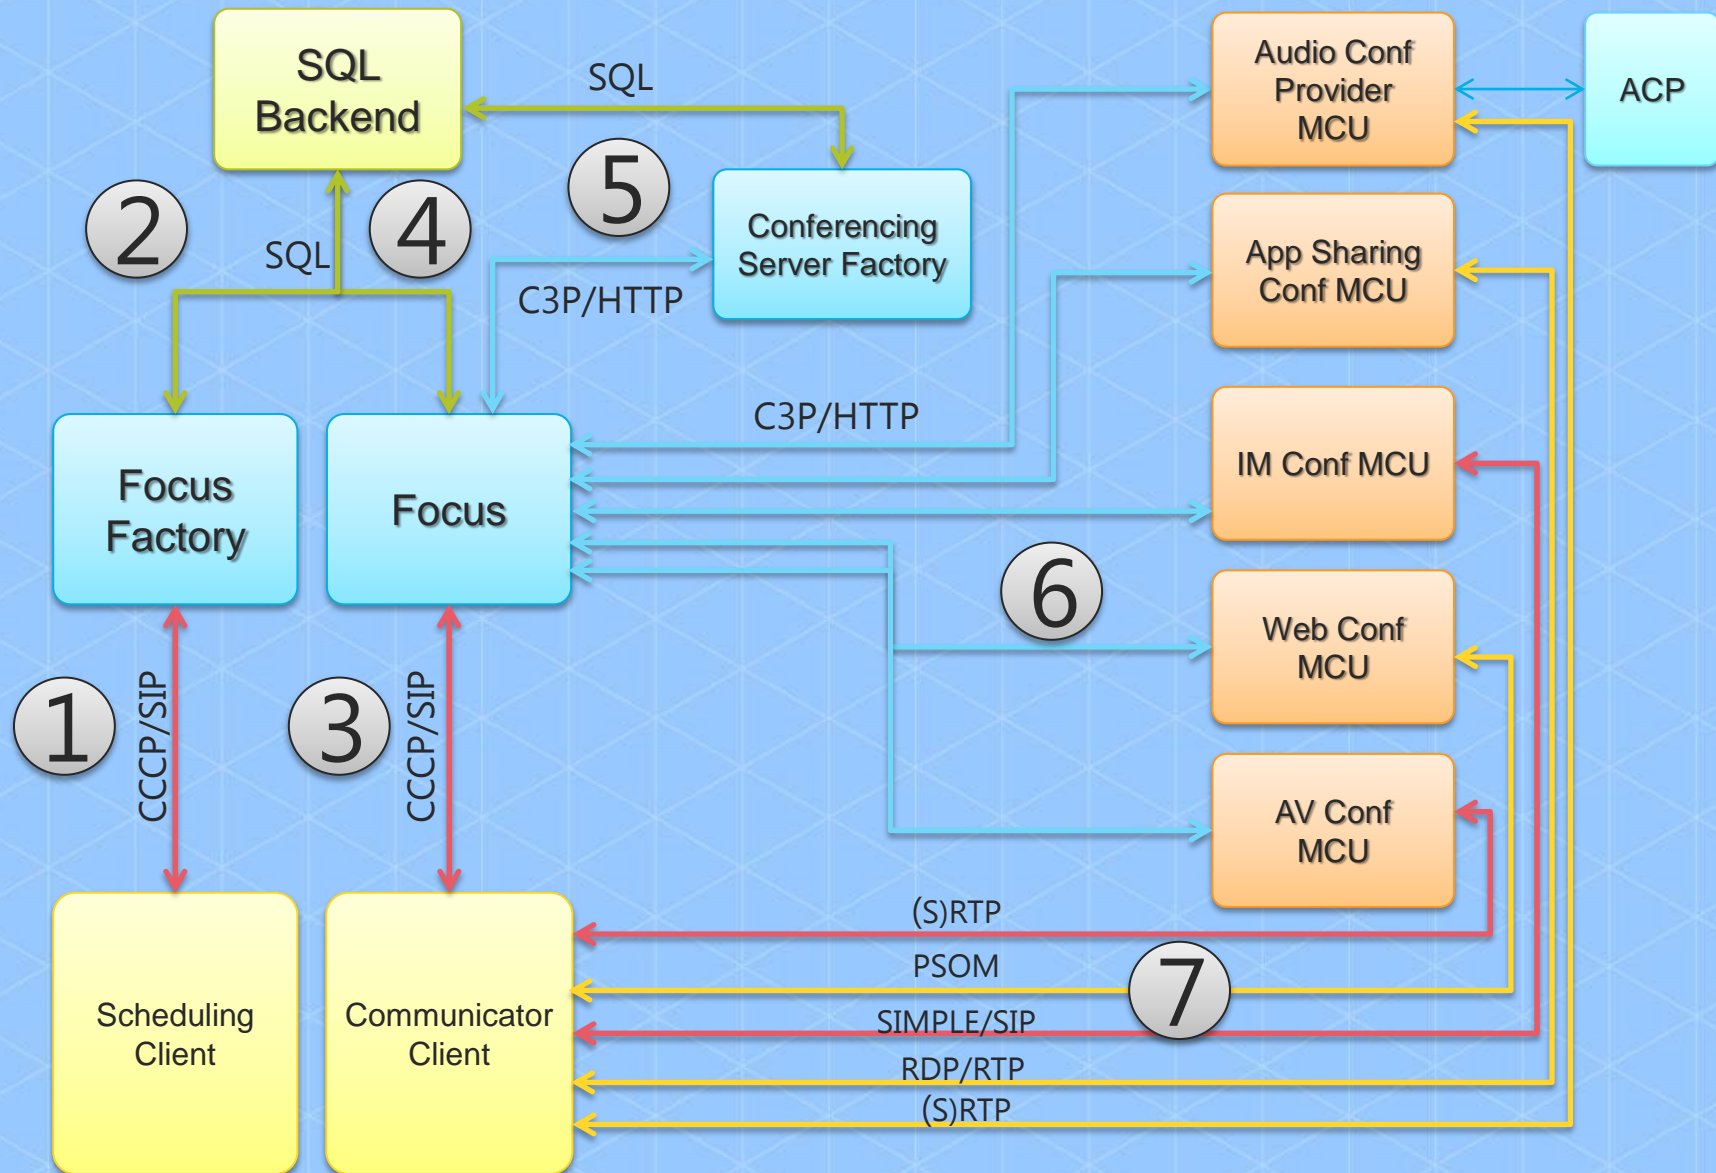 SQL
Backend
SQL
Audio Conf
Provider
MCU
ACP
5
2
4
SQL
Conferencing
Server Factory
C3P/HTTP
App Sharing
Conf MCU
C3P/HTTP
Focus
Factory
Focus
IM Conf MCU
6
Web Conf
MCU
1
CCCP/SIP
3
CCCP/SIP
AV Conf
MCU
(S)RTP
PSOM
7
SIMPLE/SIP
RDP/RTP
(S)RTP
Scheduling
Client
Communicator
Client